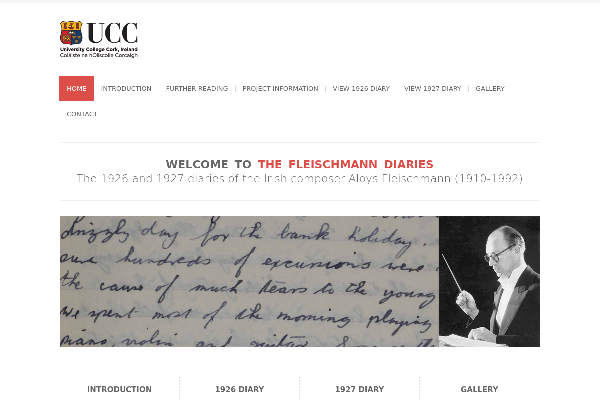 UCC
University College Cork, Ireland
Coláiste na hOllscoile Corcaigh
HOME
INTRODUCTION
FURTHER READING
PROJECT INFORMATION
VIEW 1926 DIARY
VIEW 1927 DIARY
GALLERY
CONTACT
WELCOME TO THE FLEISCHMANN DIARIES
The 1926 and 1927 diaries of the Irish composer Aloys Fleischmann (1910-1992)
drizzly day for the bank holiday.
sure hundreds of excursions were
the cause of much tears to the young
we spent most of the morning playing
piano, violin and guitar
INTRODUCTION
1926 DIARY
1927 DIARY
GALLERY